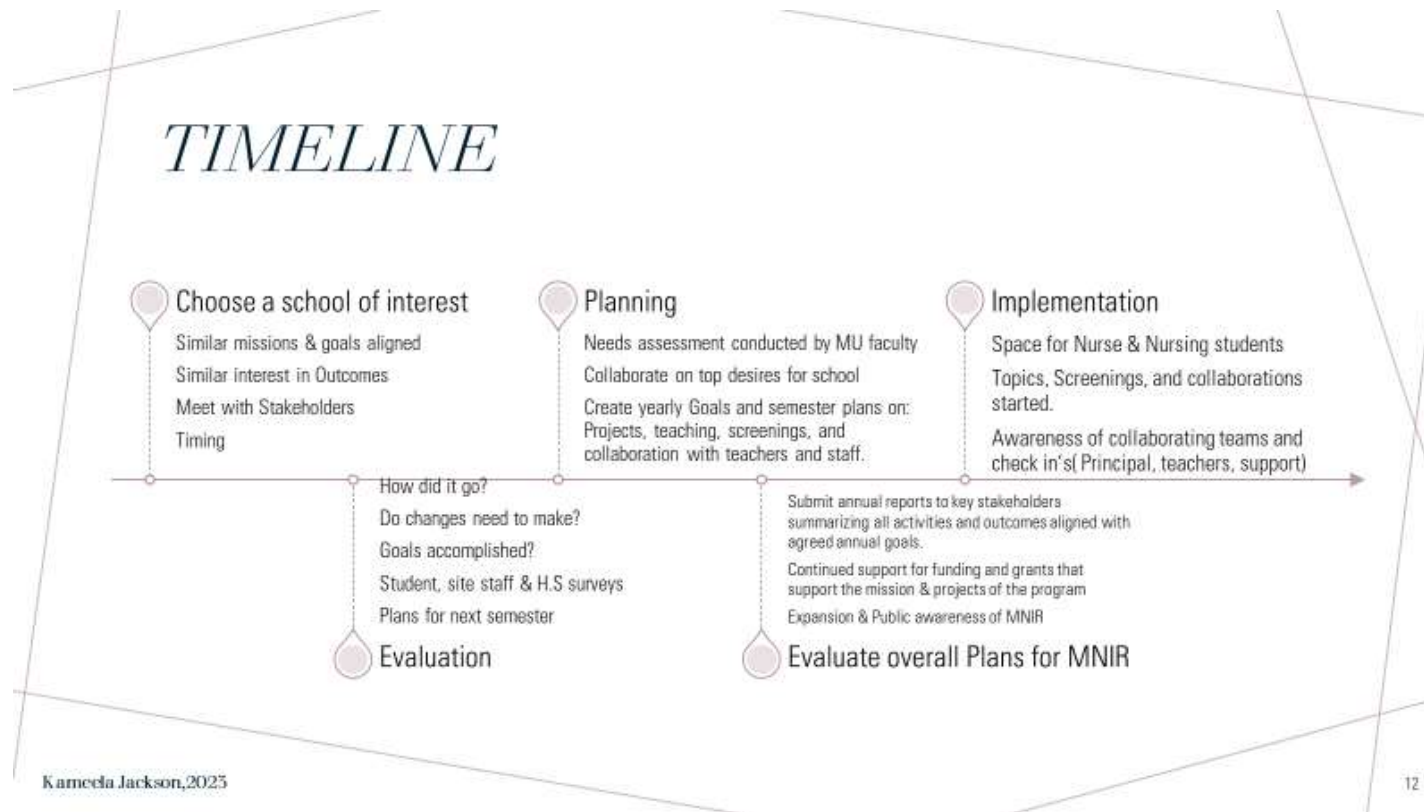 TIMELINE
Choose a school of interest
Similar missions & goals aligned
Similar interest in Outcomes
Meet with Stakeholders
Timing
Planning
Needs assessment conducted by MU faculty
Collaborate on top desires for school
Create yearly Goals and semester plans on:
Projects, teaching, screenings, and
collaboration with teachers and staff.
Implementation
Space for Nurse & Nursing students
Topics, Screenings, and collaborations
started.
Awareness of collaborating teams and
check in's( Principal, teachers, support)
How did it go?
Do changes need to make?
Goals accomplished?
Student, site staff & H.S surveys
Plans for next semester
Evaluation
Submit annual reports to key stakeholders
summarizing all activities and outcomes aligned with
agreed annual goals.
Continued support for funding and grants that
support the mission & projects of the program
Expansion & Public awareness of MNIR
Evaluate overall Plans for MNIR
Kameela Jackson,2023
12